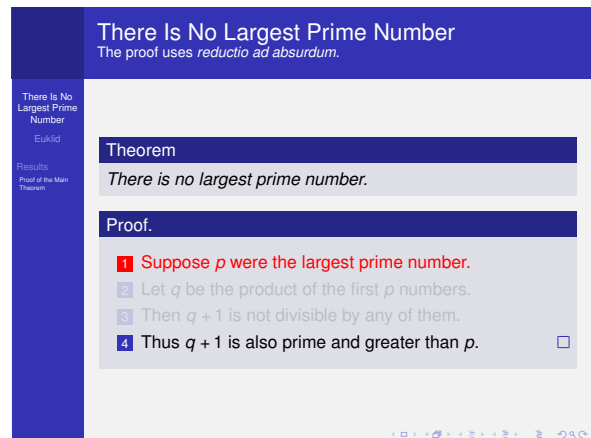 There Is No Largest Prime Number
The proof uses reductio ad absurdum.
There Is No
Largest Prime
Number
Euklid
Results
Proof of the Main
Theorem
Theorem
There is no largest prime number.
Proof.
1 Suppose p were the largest prime number.
2 Let q be the product of the first p numbers.
3 Then q + 1 is not divisible by any of them.
4 Thus q + 1 is also prime and greater than p.